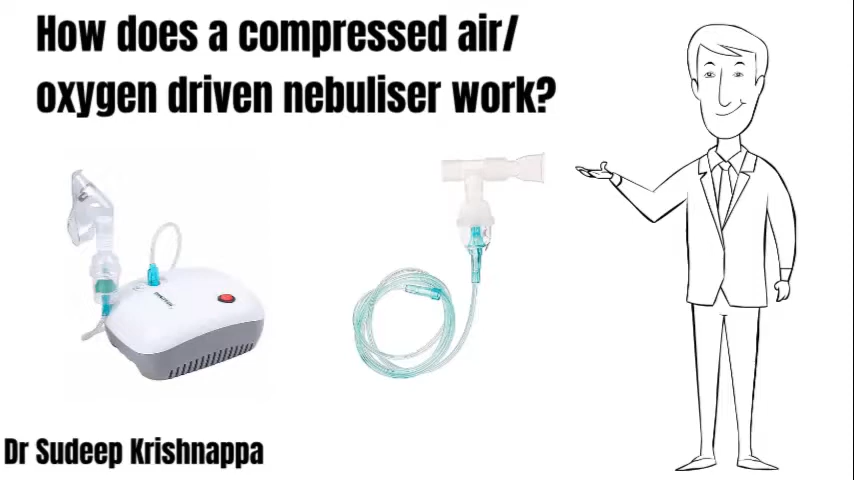 How does a compressed air/
oxygen driven nebuliser work?
Dr Sudeep Krishnappa